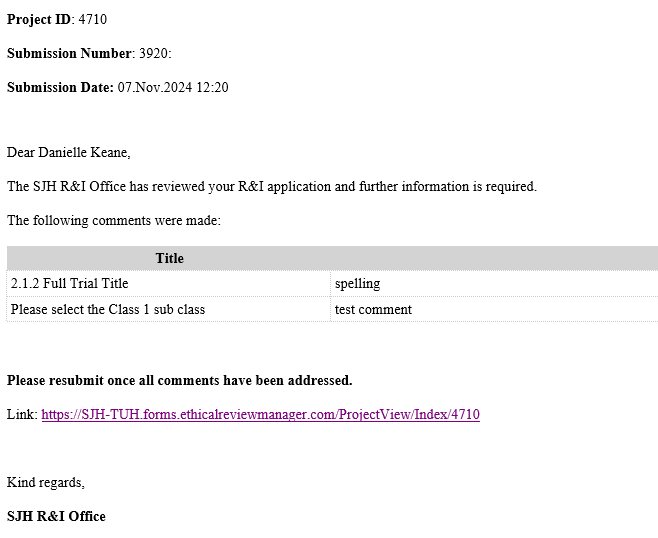 Project ID: 4710
Submission Number: 3920:
Submission Date: 07.Nov.2024 12:20
Dear Danielle Keane,
The SJH R&I Office has reviewed your R&I application and further information is required.
The following comments were made:
Title
2.1.2 Full Trial Title spelling
Please select the Class 1 sub class test comment
Please resubmit once all comments have been addressed.
Link: https://SJH-TUH.forms.ethicalreviewmanager.com/ProjectView/Index/4710
Kind regards,
SJH R&I Office